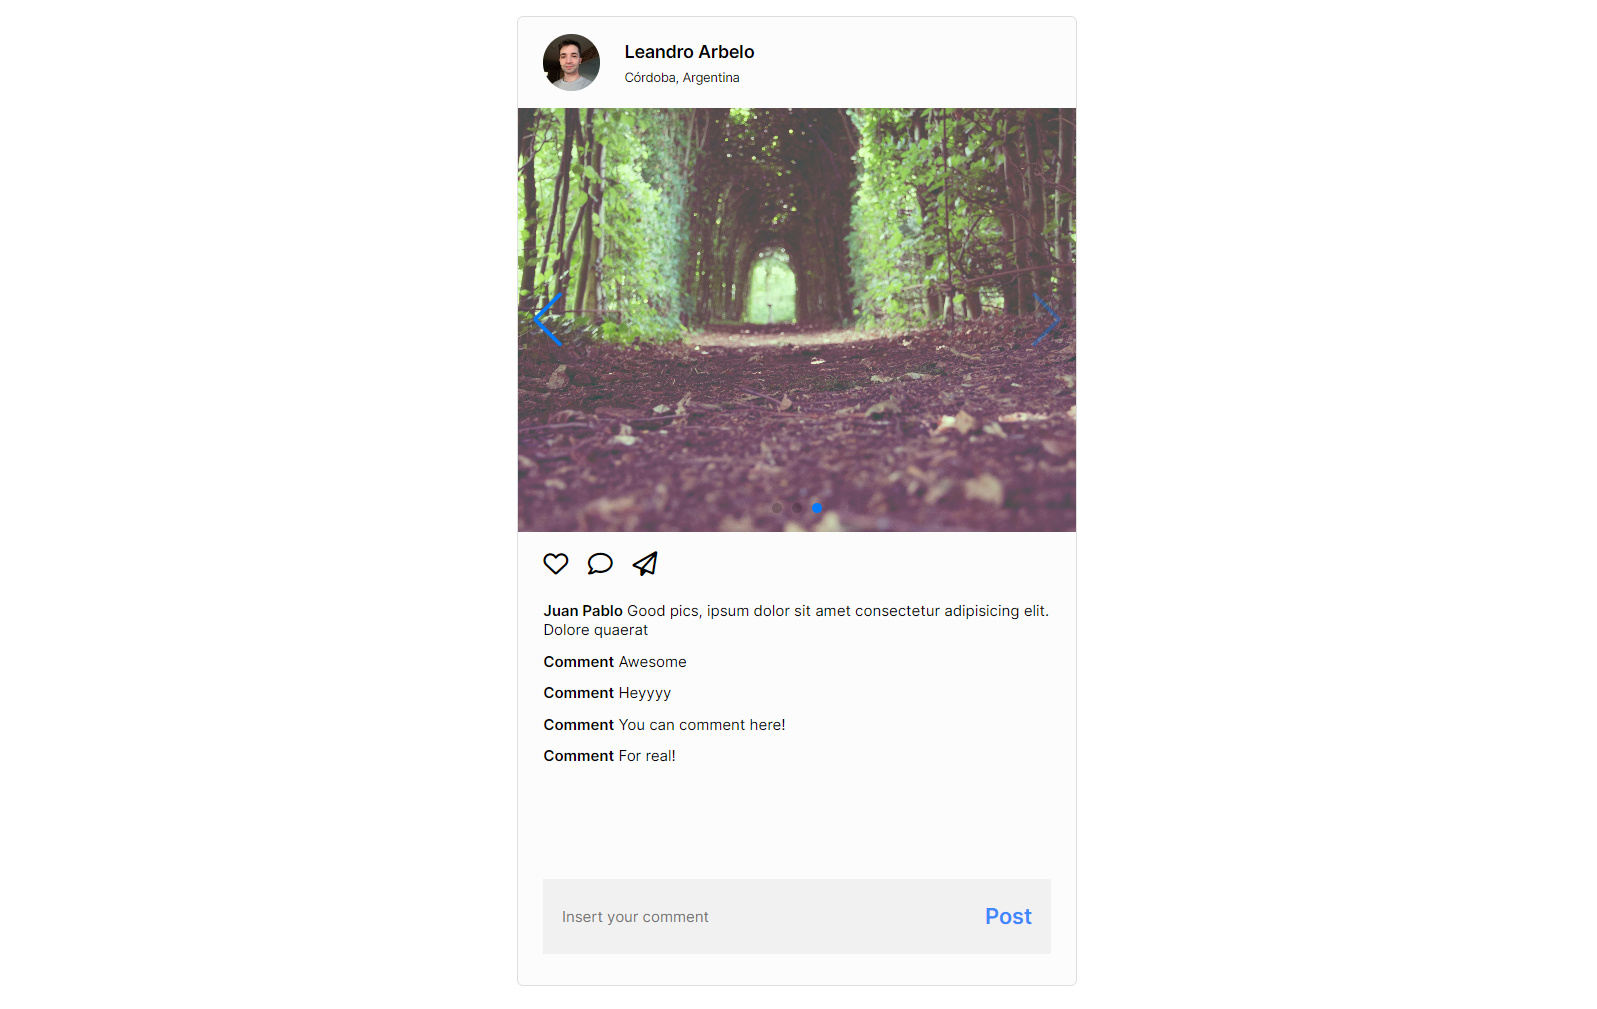 Leandro Arbelo
Córdoba, Argentina
Juan Pablo Good pics, ipsum dolor sit amet consectetur adipisicing elit.
Dolore quaerat
Comment Awesome
Comment Heyyyy
Comment You can comment here!
Comment For real!
Insert your comment
Post